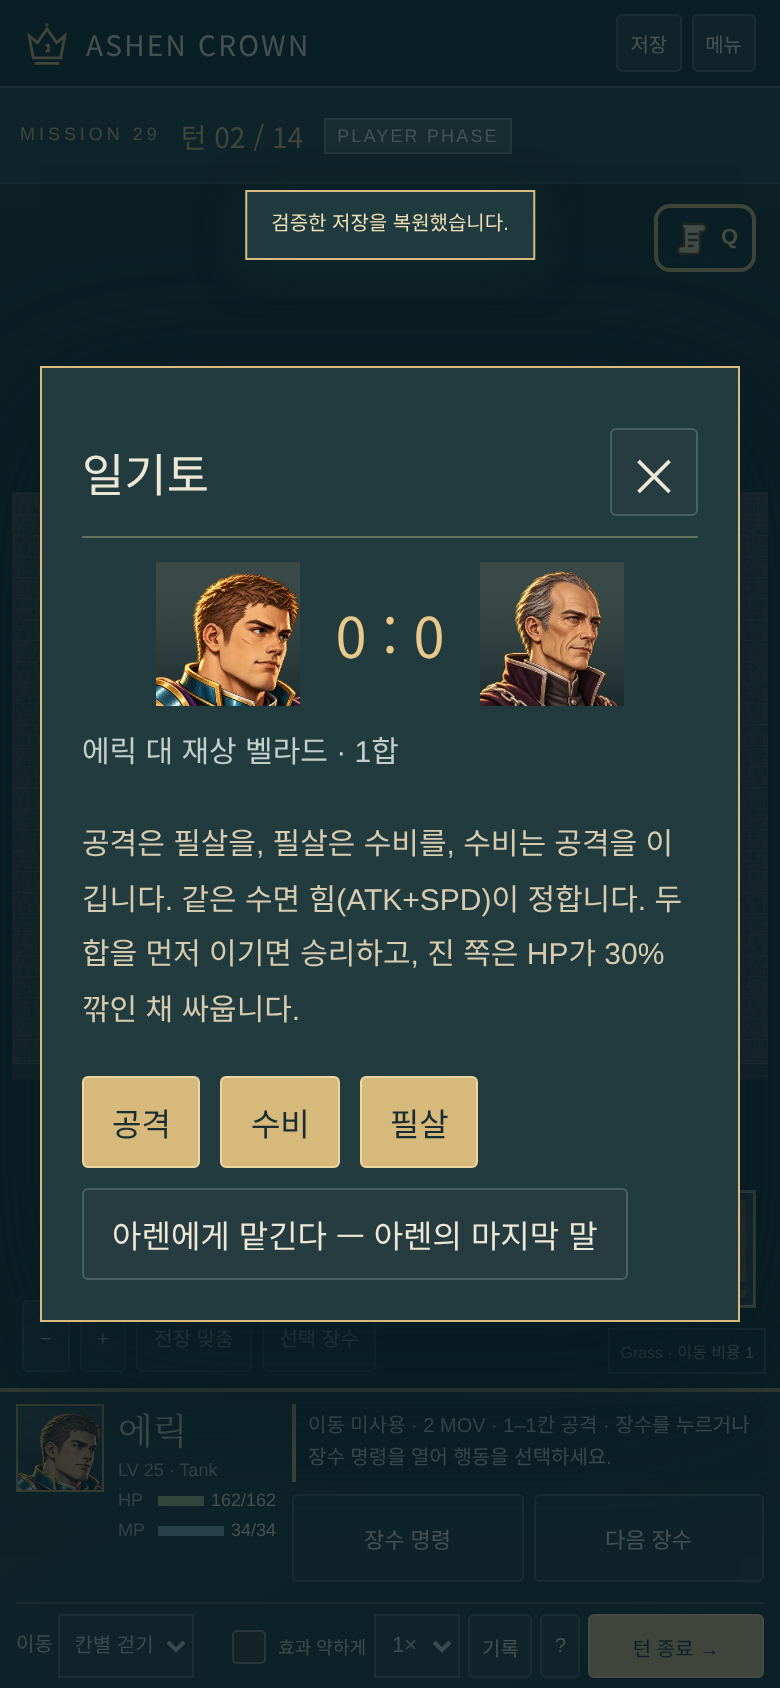 ASHEN CROWN
저장
메뉴
MISSION 29
턴 02 / 14
PLAYER PHASE
검증한 저장을 복원했습니다.
Q
일기토
0 : 0
에릭 대 재상 벨라드 · 1합
공격은 필살을, 필살은 수비를, 수비는 공격을 이
깁니다. 같은 수면 힘(ATK+SPD)이 정합니다. 두
합을 먼저 이기면 승리하고, 진 쪽은 HP가 30%
깎인 채 싸웁니다.
공격
수비
필살
아렌에게 맡긴다 — 아렌의 마지막 말
−
+
전장 맞춤
선택 장수
Grass · 이동 비용 1
에릭
LV 25 · Tank
HP 162/162
MP 34/34
이동 미사용 · 2 MOV · 1–1칸 공격 · 장수를 누르거나
장수 명령을 열어 행동을 선택하세요.
장수 명령
다음 장수
이동
칸별 걷기
효과 약하게
1×
기록
?
턴 종료 →